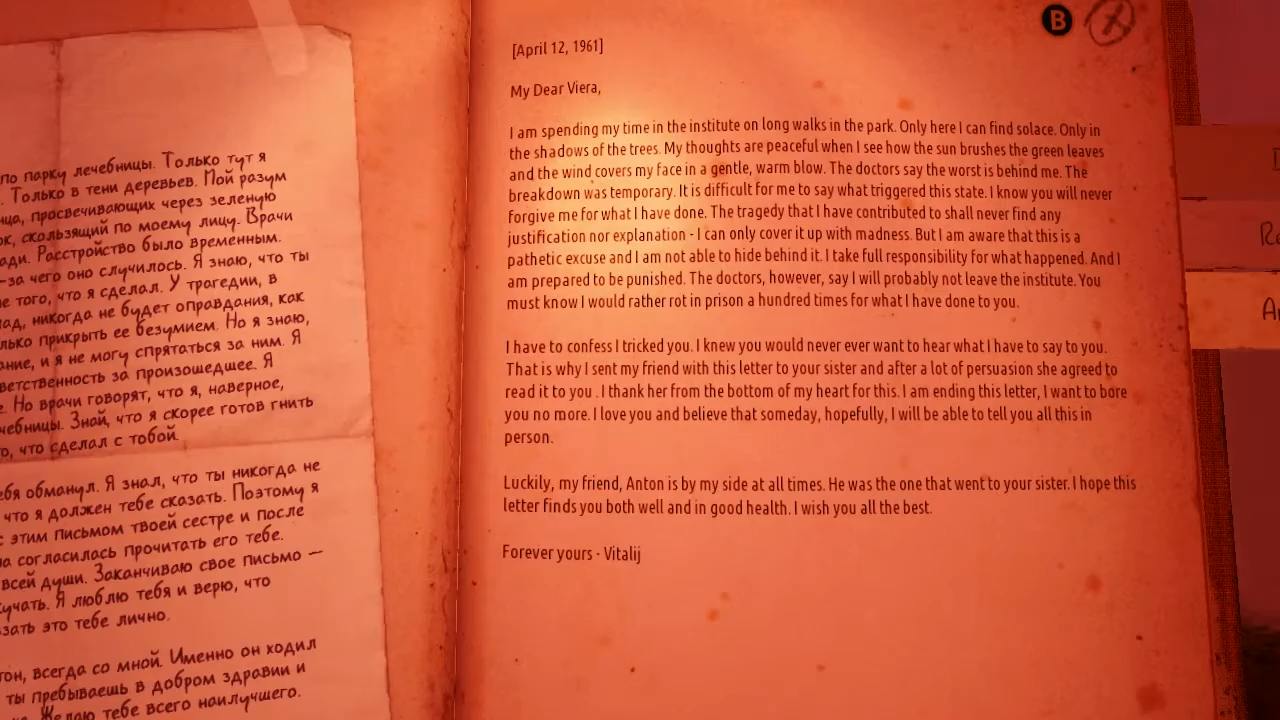 по парку лечебницы. Только тут я
. Только в тени деревьев. Мой разум
просвечивающих через зеленую
скользящий по моему лицу. Врачи
Расстройство было временным.
-за чего оно случилось. Я знаю, что ты
того, что я сделал. У трагедии, в
никогда не будет оправдания, как
прикрыть ее безумием. Но я знаю,
и я не могу спрятаться за ним. Я
за произошедшее. Я
Но врачи говорят, что я, наверное,
Знай, что я скорее готов гнить
что сделал с тобой.
обманул. Я знал, что ты никогда не
что я должен тебе сказать. Поэтому я
с этим письмом твоей сестре и после
согласилась прочитать его тебе.
всей души. Заканчиваю свое письмо —
Я люблю тебя и верю, что
это тебе лично.
всегда со мной. Именно он ходил
ты пребываешь в добром здравии и
Желаю тебе всего наилучшего.
B
[April 12, 1961]
My Dear Viera,
I am spending my time in the institute on long walks in the park. Only here I can find solace. Only in
the shadows of the trees. My thoughts are peaceful when I see how the sun brushes the green leaves
and the wind covers my face in a gentle, warm blow. The doctors say the worst is behind me. The
breakdown was temporary. It is difficult for me to say what triggered this state. I know you will never
forgive me for what I have done. The tragedy that I have contributed to shall never find any
justification nor explanation - I can only cover it up with madness. But I am aware that this is a
pathetic excuse and I am not able to hide behind it. I take full responsibility for what happened. And I
am prepared to be punished. The doctors, however, say I will probably not leave the institute. You
must know I would rather rot in prison a hundred times for what I have done to you.
I have to confess I tricked you. I knew you would never ever want to hear what I have to say to you.
That is why I sent my friend with this letter to your sister and after a lot of persuasion she agreed to
read it to you . I thank her from the bottom of my heart for this. I am ending this letter, I want to bore
you no more. I love you and believe that someday, hopefully, I will be able to tell you all this in
person.
Luckily, my friend, Anton is by my side at all times. He was the one that went to your sister. I hope this
letter finds you both well and in good health. I wish you all the best.
Forever yours - Vitalij